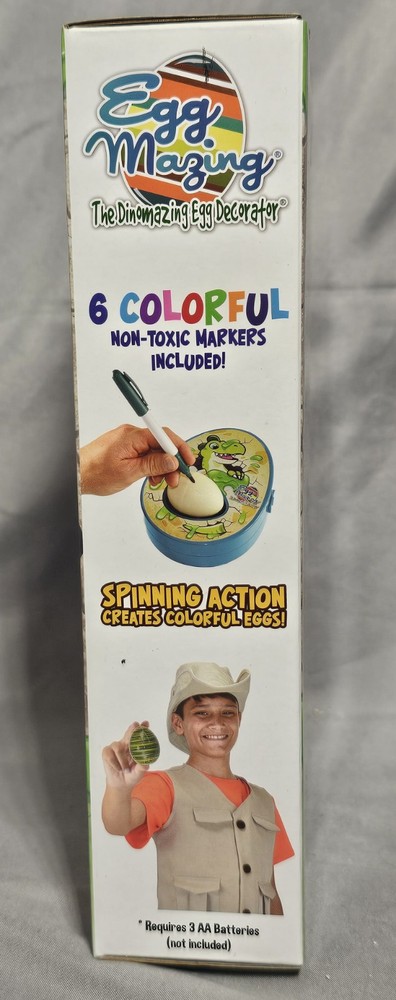 Egg
Mazing®
The Dinomazing Egg Decorator®
6 COLORFUL
NON-TOXIC MARKERS
INCLUDED!
SPINNING ACTION
CREATES COLORFUL EGGS!
* Requires 3 AA Batteries
(not included)